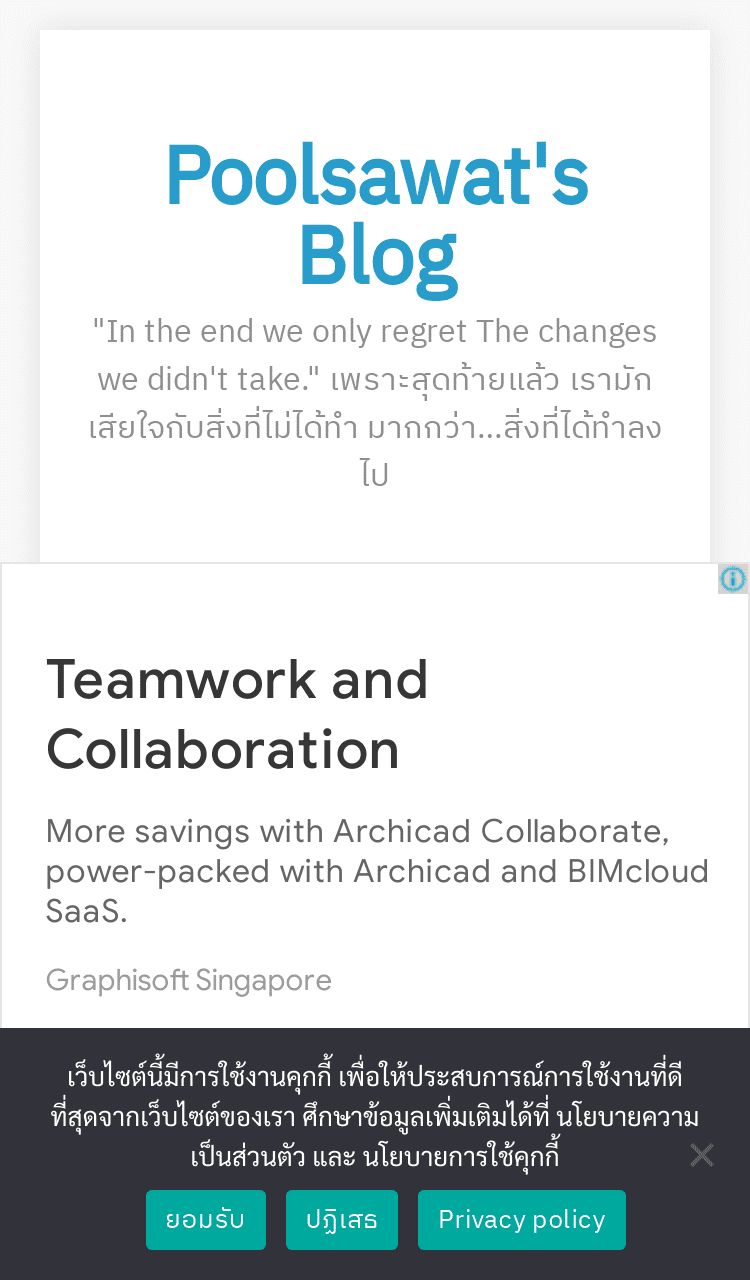 Poolsawat's
Blog
"In the end we only regret The changes
we didn't take." เพราะสุดท้ายแล้ว เรามัก
เสียใจกับสิ่งที่ไม่ได้ทำ มากกว่า...สิ่งที่ได้ทำลง
ไป
Teamwork and
Collaboration
More savings with Archicad Collaborate,
power-packed with Archicad and BIMcloud
SaaS.
Graphisoft Singapore
เว็บไซต์นี้มีการใช้งานคุกกี้ เพื่อให้ประสบการณ์การใช้งานที่ดี
ที่สุดจากเว็บไซต์ของเรา ศึกษาข้อมูลเพิ่มเติมได้ที่ นโยบายความ
เป็นส่วนตัว และ นโยบายการใช้คุกกี้
ยอมรับ ปฏิเสธ Privacy policy